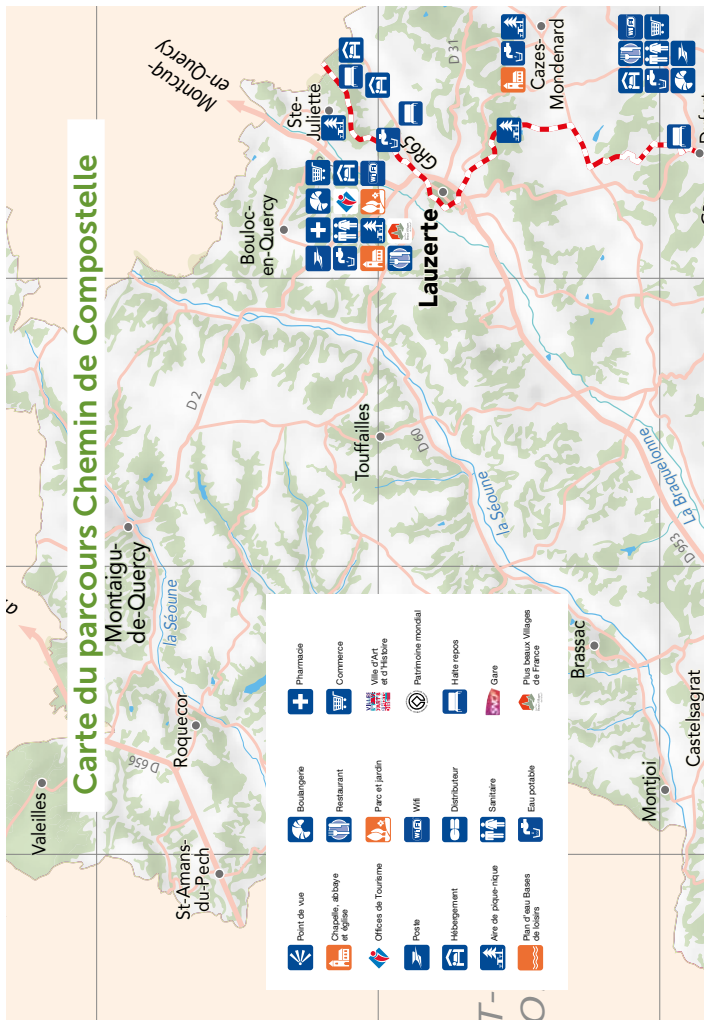 Carte du parcours Chemin de Compostelle
Montcuq-
en-Quercy
Ste-
Juliette
Bouloc-
en-Quercy
GR65
D 31
Cazes-
Mondenard
Lauzerte
WiFi
WiFi
D 2
Touffailles
D 60
la Séoune
La Braquelonne
D 953
Montaigu-
de-Quercy
la Séoune
Roquecor
D 656
Valeilles
St-Amans-
du-Pech
Brassac
Montjoi
Castelsagrat
Point de vue
Chapelle, abbaye
et église
Offices de Tourisme
Poste
Hébergement
Aire de pique-nique
Plan d'eau Bases
de loisirs
Boulangerie
Restaurant
Parc et jardin
WiFi
Wifi
Distributeur
Sanitaire
Eau potable
Pharmacie
Commerce
Ville d'Art
et d'Histoire
Patrimoine mondial
Halte repos
Gare
Plus beaux Villages
de France